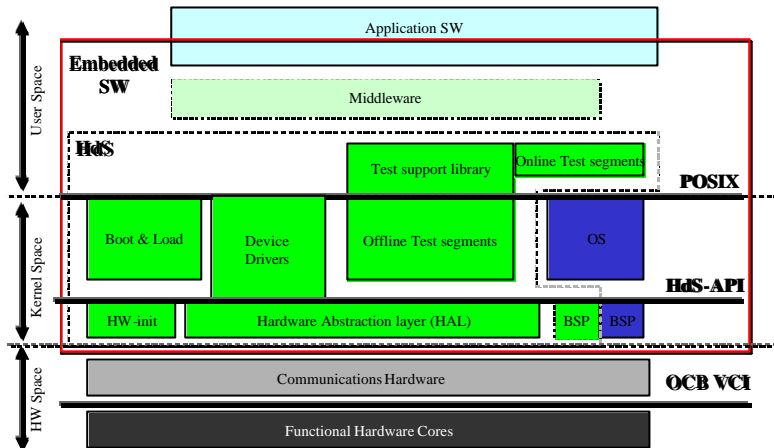 Application SW
User Space
Embedded
SW
Middleware
HdS
Test support library
Online Test segments
POSIX
Kernel Space
Boot & Load
Device
Drivers
Offline Test segments
OS
HdS-API
HW-init
Hardware Abstraction layer (HAL)
BSP
BSP
HW Space
Communications Hardware
OCB VCI
Functional Hardware Cores